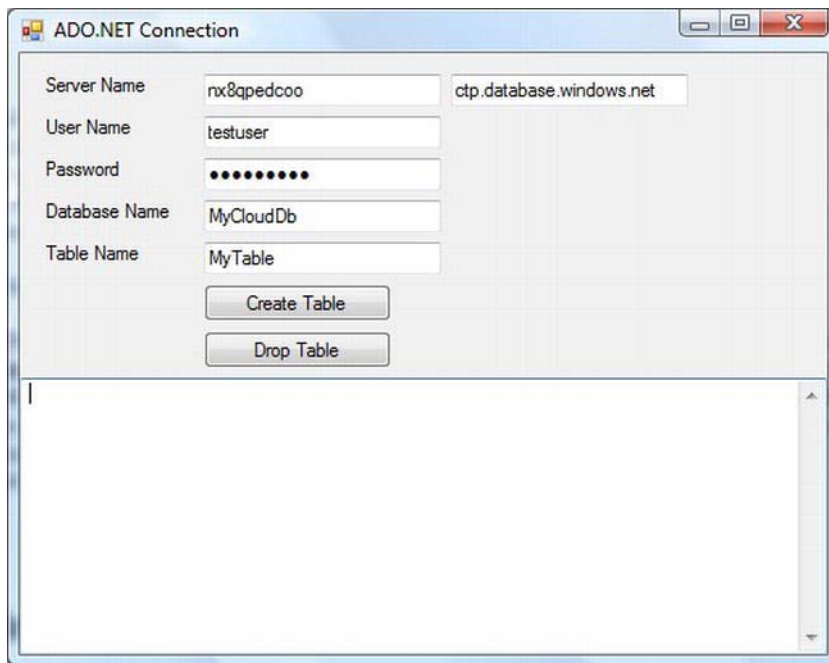 ADO.NET Connection
Server Name nx8qpedcoo ctp.database.windows.net
User Name testuser
Password •••••••••
Database Name MyCloudDb
Table Name MyTable
Create Table
Drop Table